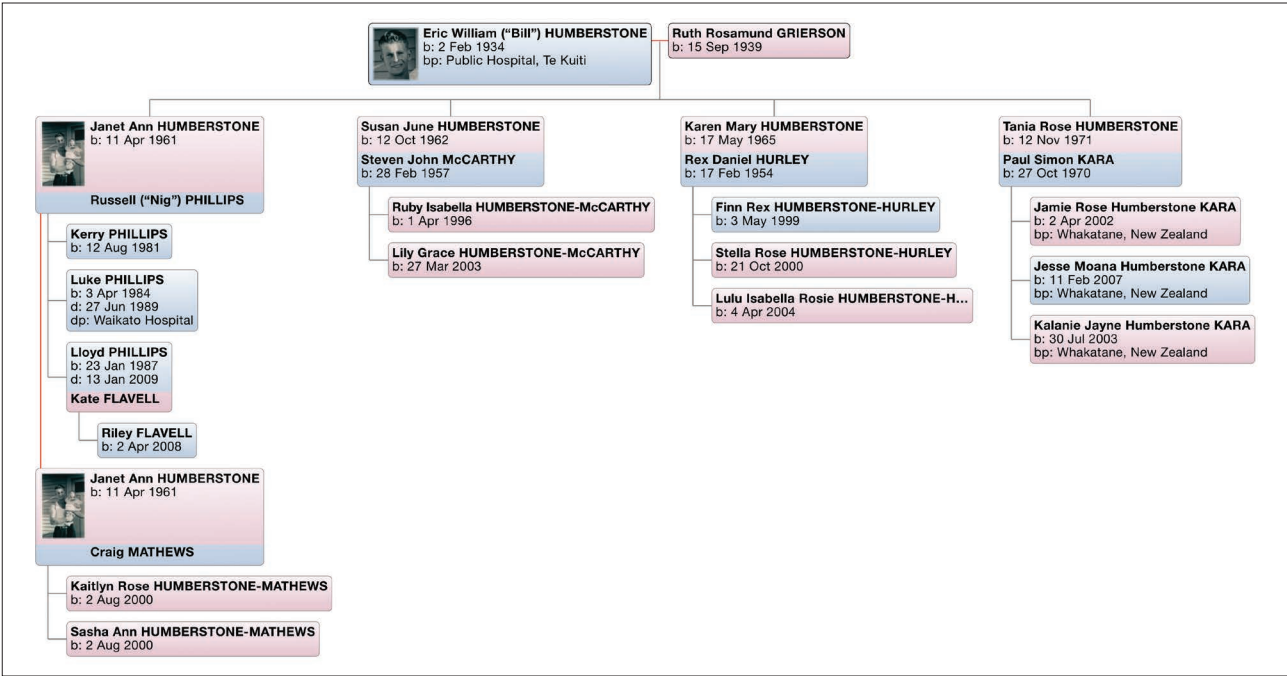 Eric William (“Bill”) HUMBERSTONE
b: 2 Feb 1934
bp: Public Hospital, Te Kuiti
Ruth Rosamund GRIERSON
b: 15 Sep 1939
Janet Ann HUMBERSTONE
b: 11 Apr 1961
Russell (“Nig”) PHILLIPS
Kerry PHILLIPS
b: 12 Aug 1981
Luke PHILLIPS
b: 3 Apr 1984
d: 27 Jun 1989
dp: Waikato Hospital
Lloyd PHILLIPS
b: 23 Jan 1987
d: 13 Jan 2009
Kate FLAVELL
Riley FLAVELL
b: 2 Apr 2008
Janet Ann HUMBERSTONE
b: 11 Apr 1961
Craig MATHEWS
Kaitlyn Rose HUMBERSTONE-MATHEWS
b: 2 Aug 2000
Sasha Ann HUMBERSTONE-MATHEWS
b: 2 Aug 2000
Susan June HUMBERSTONE
b: 12 Oct 1962
Steven John McCARTHY
b: 28 Feb 1957
Ruby Isabella HUMBERSTONE-McCARTHY
b: 1 Apr 1996
Lily Grace HUMBERSTONE-McCARTHY
b: 27 Mar 2003
Karen Mary HUMBERSTONE
b: 17 May 1965
Rex Daniel HURLEY
b: 17 Feb 1954
Finn Rex HUMBERSTONE-HURLEY
b: 3 May 1999
Stella Rose HUMBERSTONE-HURLEY
b: 21 Oct 2000
Lulu Isabella Rosie HUMBERSTONE-H...
b: 4 Apr 2004
Tania Rose HUMBERSTONE
b: 12 Nov 1971
Paul Simon KARA
b: 27 Oct 1970
Jamie Rose Humberstone KARA
b: 2 Apr 2002
bp: Whakatane, New Zealand
Jesse Moana Humberstone KARA
b: 11 Feb 2007
bp: Whakatane, New Zealand
Kalanie Jayne Humberstone KARA
b: 30 Jul 2003
bp: Whakatane, New Zealand